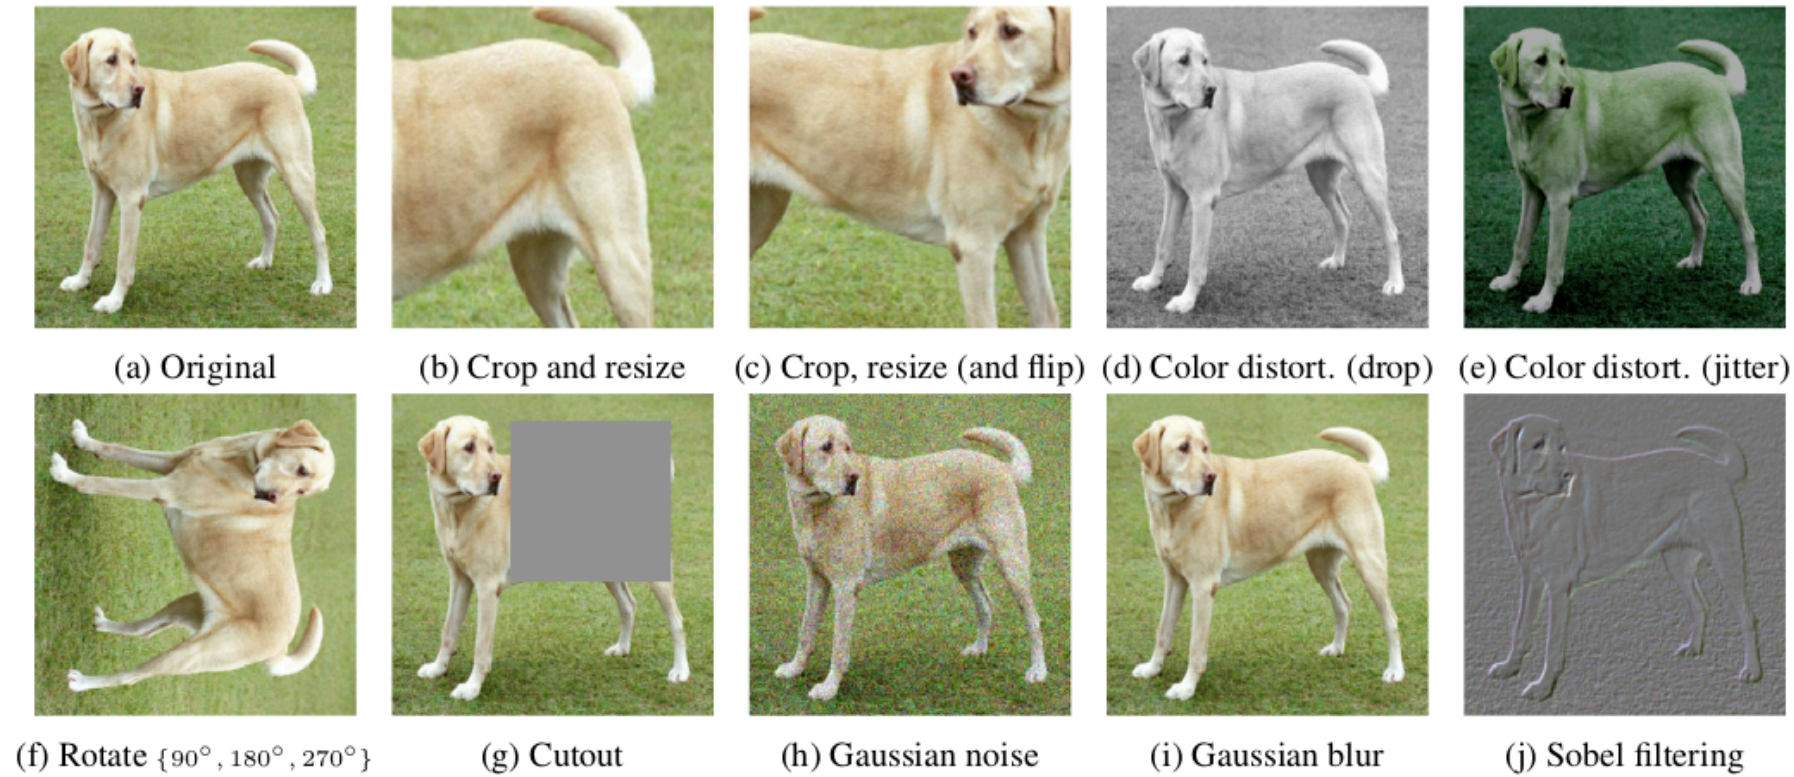 (a) Original
(b) Crop and resize
(c) Crop, resize (and flip)
(d) Color distort. (drop)
(e) Color distort. (jitter)
(f) Rotate {90°, 180°, 270°}
(g) Cutout
(h) Gaussian noise
(i) Gaussian blur
(j) Sobel filtering